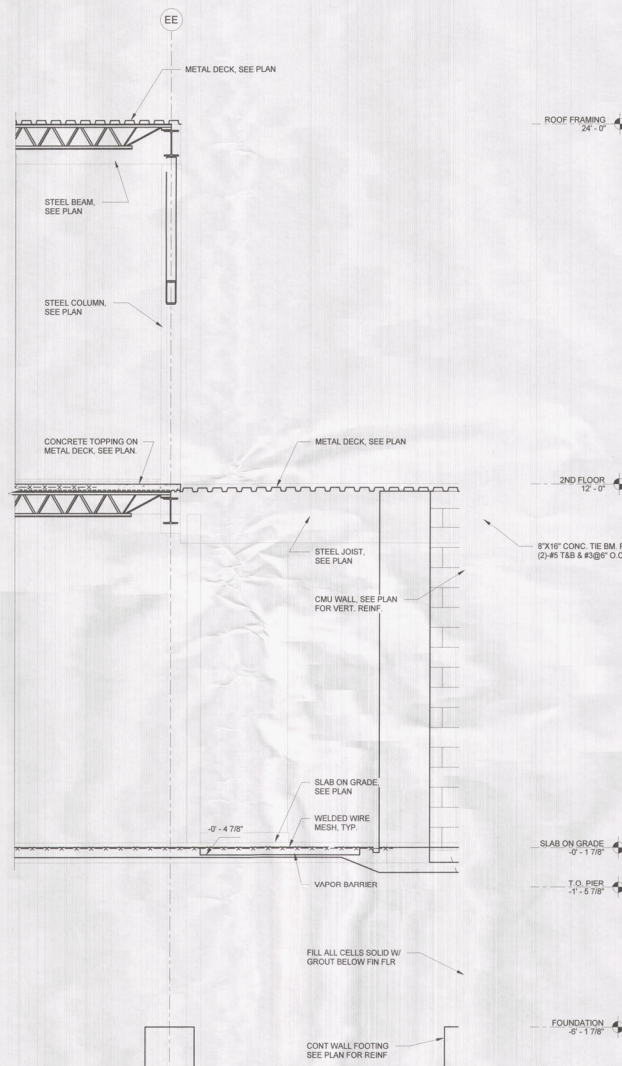 EE
METAL DECK, SEE PLAN
ROOF FRAMING
24' - 0"
STEEL BEAM,
SEE PLAN
STEEL COLUMN,
SEE PLAN
CONCRETE TOPPING ON
METAL DECK, SEE PLAN.
METAL DECK, SEE PLAN
2ND FLOOR
12' - 0"
STEEL JOIST,
SEE PLAN
8"X16" CONC. TIE BM.
(2)-#5 T&B & #3@6" O.C
CMU WALL, SEE PLAN
FOR VERT. REINF.
SLAB ON GRADE,
SEE PLAN
WELDED WIRE
MESH, TYP.
-0' - 4 7/8"
VAPOR BARRIER
SLAB ON GRADE
-0' - 1 7/8"
T.O. PIER
-1' - 5 7/8"
FILL ALL CELLS SOLID W/
GROUT BELOW FIN FLR
FOUNDATION
-6' - 1 7/8"
CONT WALL FOOTING
SEE PLAN FOR REINF